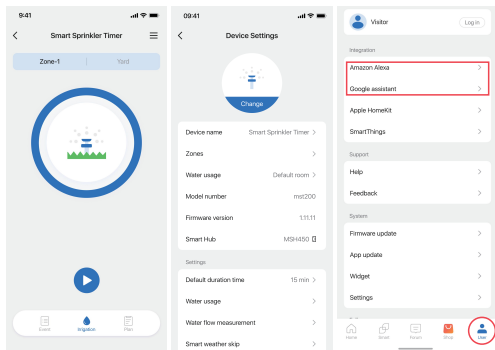 9:41
Smart Sprinkler Timer
Zone-1
Yard
Event
Irrigation
Plan
09:41
Device Settings
Change
Device name
Smart Sprinkler Timer
Zones
Water usage
Default room
Model number
mst200
Firmware version
1.11.11
Smart Hub
MSH450
Settings
Default duration time
15 min
Water usage
Water flow measurement
Smart weather skip
Visitor
Log in
Integration
Amazon Alexa
Google assistant
Apple HomeKit
SmartThings
Support
Help
Feedback
System
Firmware update
App update
Widget
Settings
Home
Smart
Forum
Shop
User